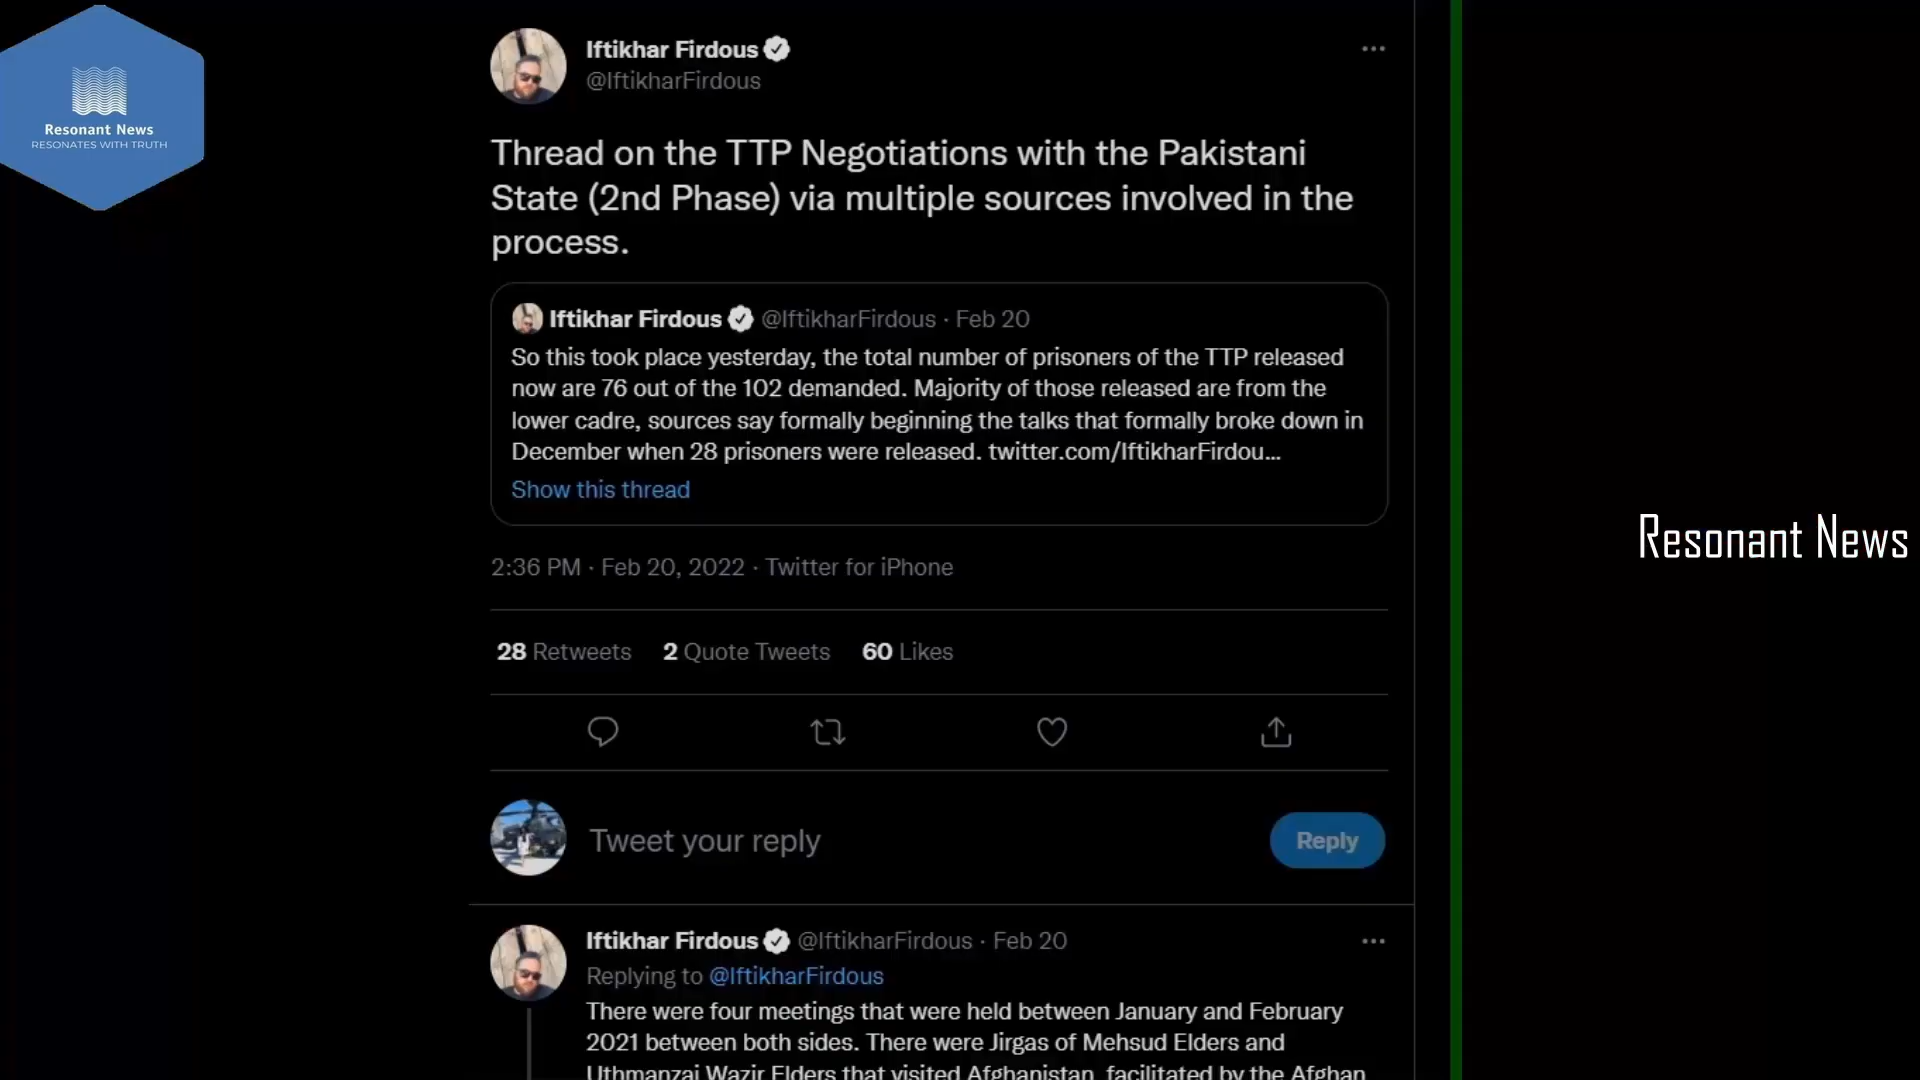 Resonant News
RESONATES WITH TRUTH
Iftikhar Firdous
@IftikharFirdous
Thread on the TTP Negotiations with the Pakistani
State (2nd Phase) via multiple sources involved in the
process.
Iftikhar Firdous @IftikharFirdous · Feb 20
So this took place yesterday, the total number of prisoners of the TTP released
now are 76 out of the 102 demanded. Majority of those released are from the
lower cadre, sources say formally beginning the talks that formally broke down in
December when 28 prisoners were released. twitter.com/IftikharFirdou...
Show this thread
2:36 PM · Feb 20, 2022 · Twitter for iPhone
28 Retweets 2 Quote Tweets 60 Likes
Tweet your reply
Reply
Iftikhar Firdous @IftikharFirdous · Feb 20
Replying to @IftikharFirdous
There were four meetings that were held between January and February
2021 between both sides. There were Jirgas of Mehsud Elders and
Uthmanzai Wazir Elders that visited Afghanistan, facilitated by the Afghan
Resonant News